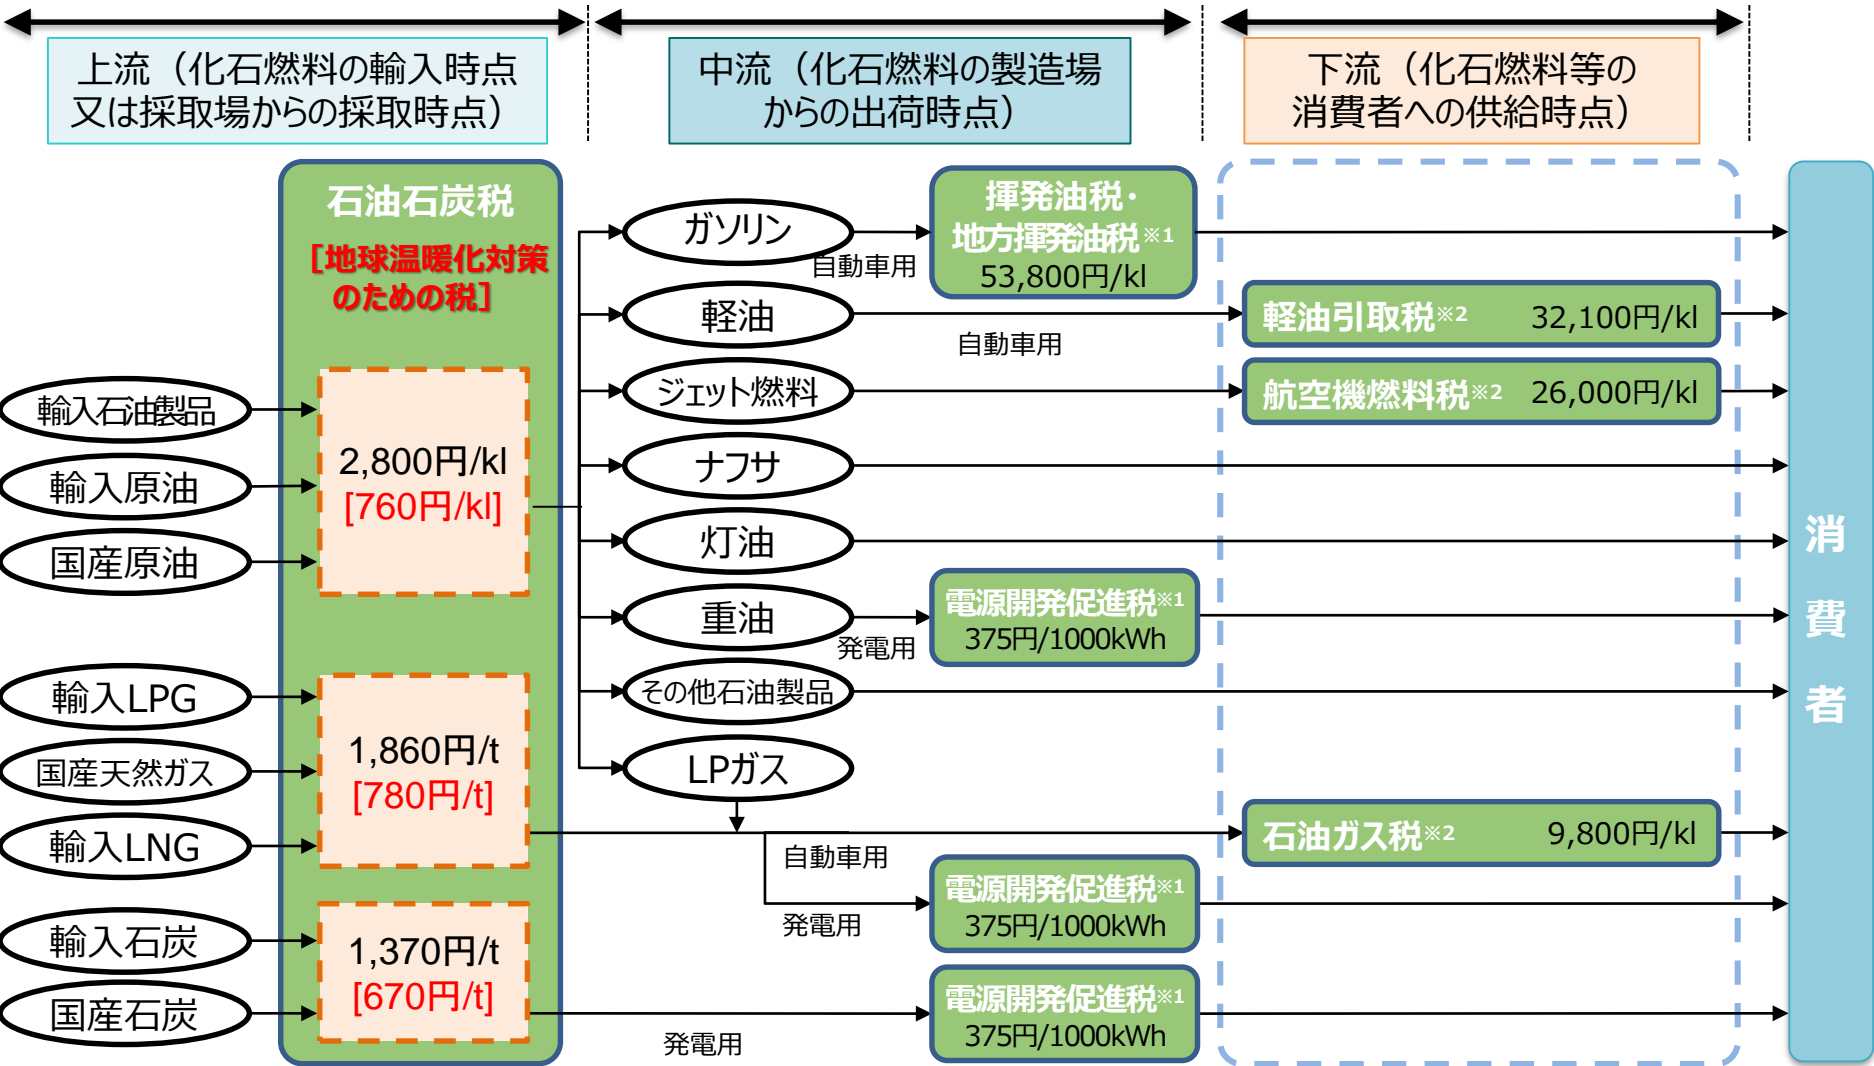 上流（化石燃料の輸入時点
又は採取場からの採取時点）
中流（化石燃料の製造場
からの出荷時点）
下流（化石燃料等の
消費者への供給時点）
石油石炭税
［地球温暖化対策
のための税］
輸入石油製品
輸入原油
国産原油
2,800円/kl
[760円/kl]
輸入LPG
国産天然ガス
輸入LNG
1,860円/t
[780円/t]
輸入石炭
国産石炭
1,370円/t
[670円/t]
ガソリン
自動車用
揮発油税・
地方揮発油税※1
53,800円/kl
軽油
自動車用
軽油引取税※2 32,100円/kl
ジェット燃料
航空機燃料税※2 26,000円/kl
ナフサ
灯油
重油
発電用
電源開発促進税※1
375円/1000kWh
その他石油製品
LPガス
自動車用
石油ガス税※2 9,800円/kl
発電用
電源開発促進税※1
375円/1000kWh
発電用
電源開発促進税※1
375円/1000kWh
消
費
者